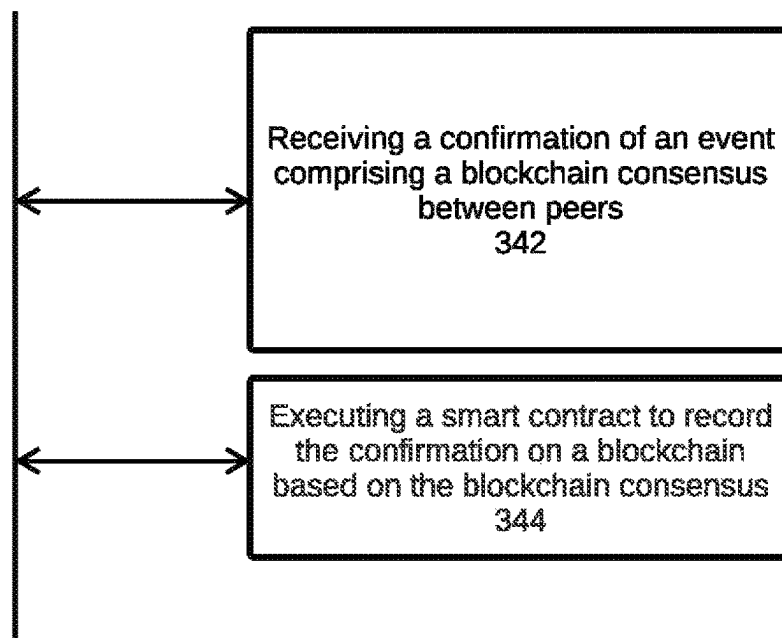 Receiving a confirmation of an event
comprising a blockchain consensus
between peers
342
Executing a smart contract to record
the confirmation on a blockchain
based on the blockchain consensus
344